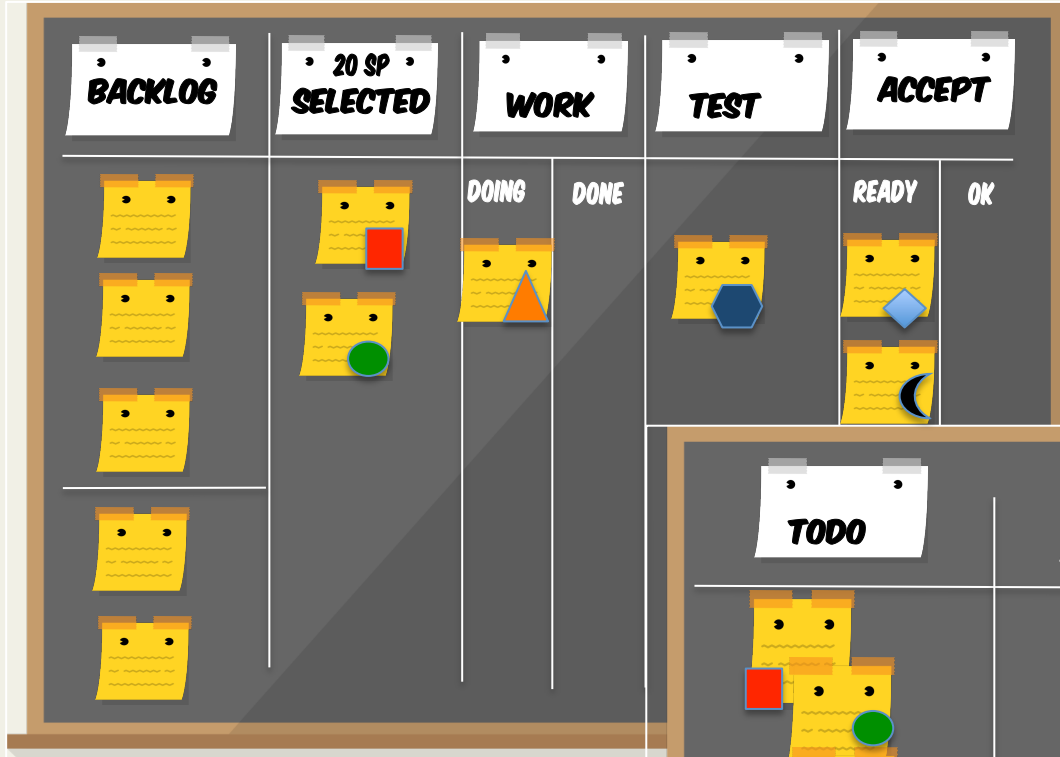 BACKLOG
20 SP
SELECTED
WORK
TEST
ACCEPT
DOING
DONE
READY
OK
TODO